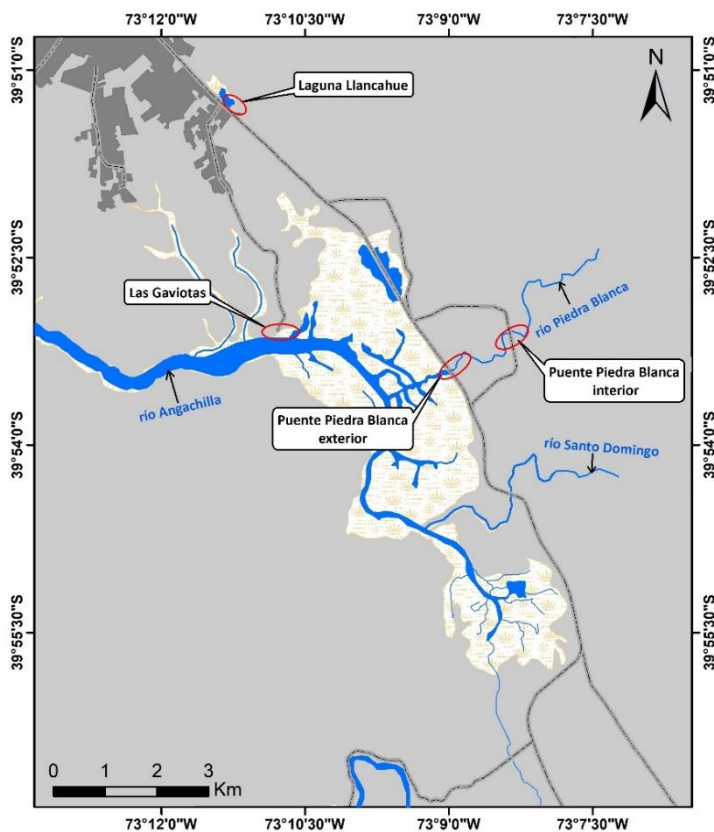 73°12'0"O
73°10'30"O
73°9'0"O
73°7'30"O
39°51'0"S
39°51'0"S
N
Laguna Llancahue
39°52'30"S
39°52'30"S
Las Gaviotas
río Piedra Blanca
Puente Piedra Blanca
interior
río Angachilla
Puente Piedra Blanca
exterior
39°54'0"S
39°54'0"S
río Santo Domingo
39°55'30"S
39°55'30"S
0 1 2 3
Km
73°12'0"O
73°10'30"O
73°9'0"O
73°7'30"O